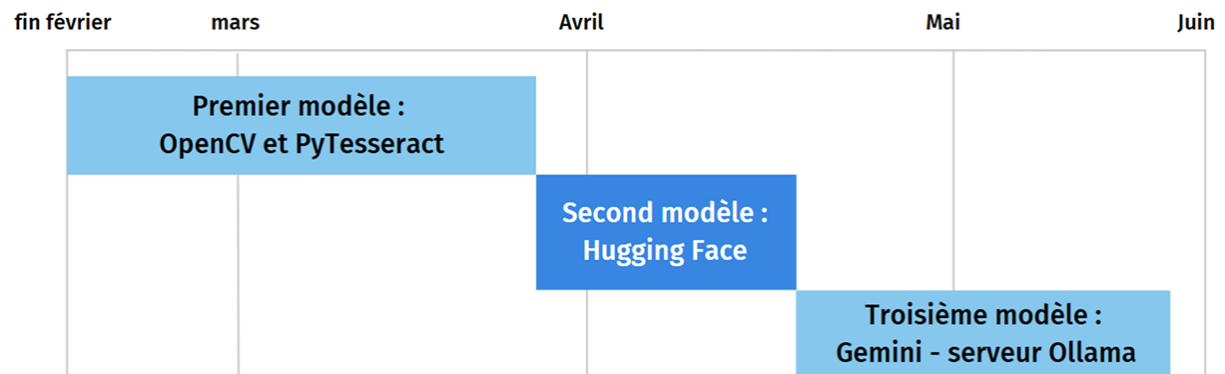 fin février mars Avril Mai Juin
Premier modèle :
OpenCV et PyTesseract
Second modèle :
Hugging Face
Troisième modèle :
Gemini - serveur Ollama